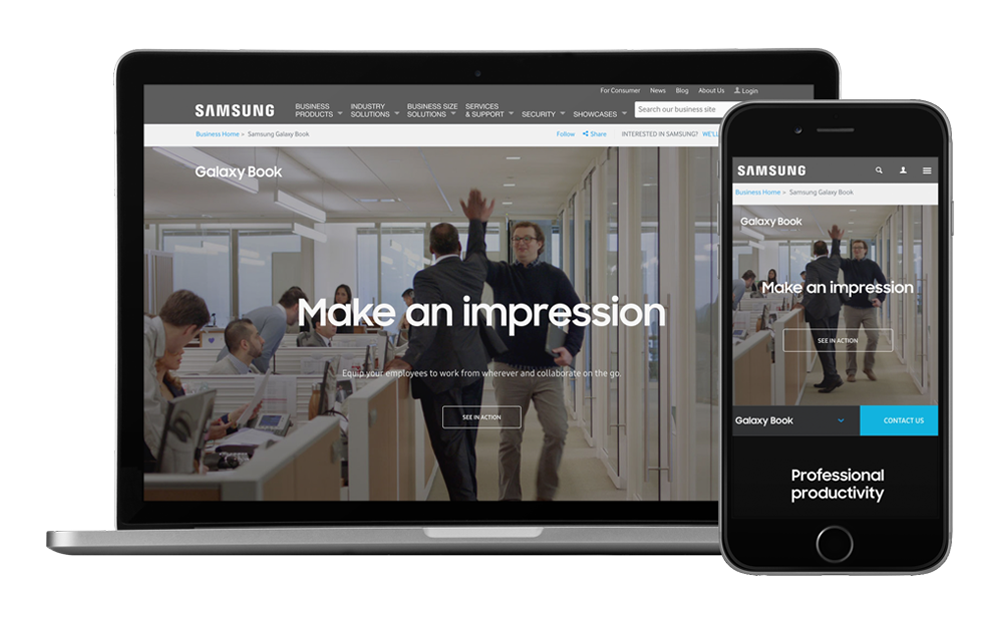 For Consumer News Blog About Us Login
SAMSUNG
BUSINESS PRODUCTS
INDUSTRY SOLUTIONS
BUSINESS SIZE SOLUTIONS
SERVICES & SUPPORT
SECURITY
SHOWCASES
Search our business site
Business Home > Samsung Galaxy Book
Follow Share INTERESTED IN SAMSUNG? WE'LL
Galaxy Book
Make an impression
Equip your employees to work from wherever and collaborate on the go.
SEE IN ACTION
SAMSUNG
Business Home > Samsung Galaxy Book
Galaxy Book
Make an impression
SEE IN ACTION
Galaxy Book
CONTACT US
Professional
productivity